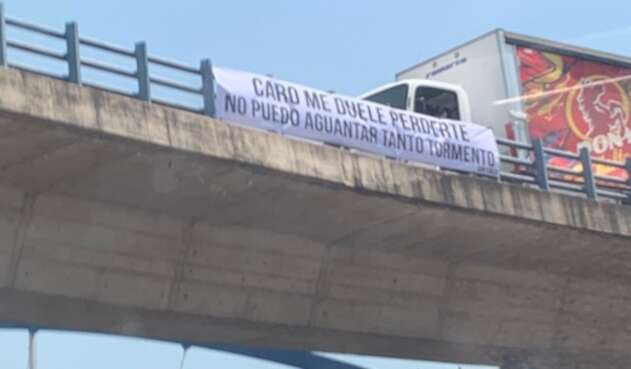 CARO ME DUELE PERDERTE
NO PUEDO AGUANTAR TANTO TORMENTO